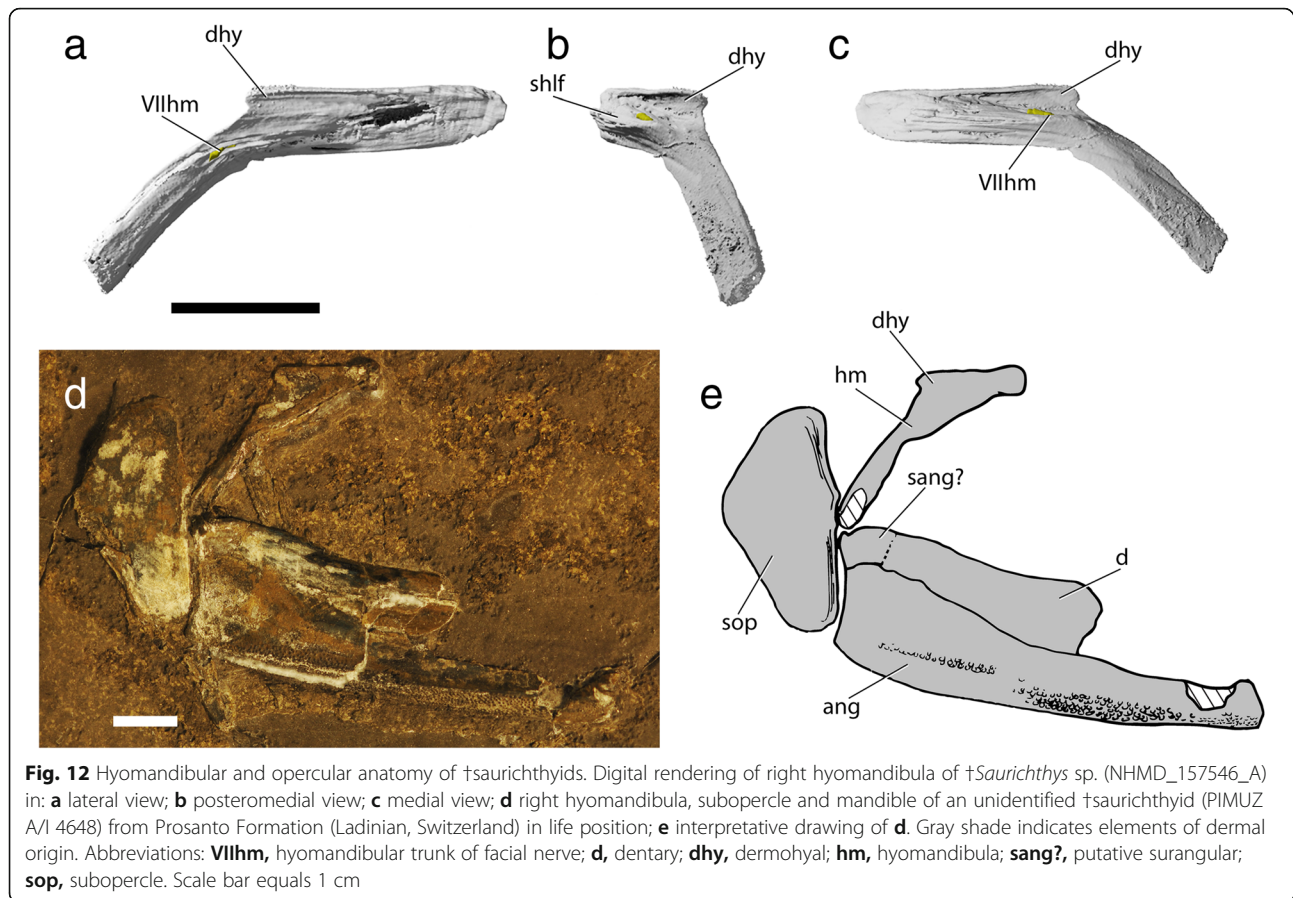 a
dhy
VIIhm
b
dhy
shlf
c
dhy
VIIhm
d
e
dhy
hm
sang?
d
sop
ang
Fig. 12 Hyomandibular and opercular anatomy of †saurichthyids. Digital rendering of right hyomandibula of †Saurichthys sp. (NHMD_157546_A)
in: a lateral view; b posteromedial view; c medial view; d right hyomandibula, subopercle and mandible of an unidentified †saurichthyid (PIMUZ
A/I 4648) from Prosanto Formation (Ladinian, Switzerland) in life position; e interpretative drawing of d. Gray shade indicates elements of dermal
origin. Abbreviations: VIIhm, hyomandibular trunk of facial nerve; d, dentary; dhy, dermohyal; hm, hyomandibula; sang?, putative surangular;
sop, subopercle. Scale bar equals 1 cm